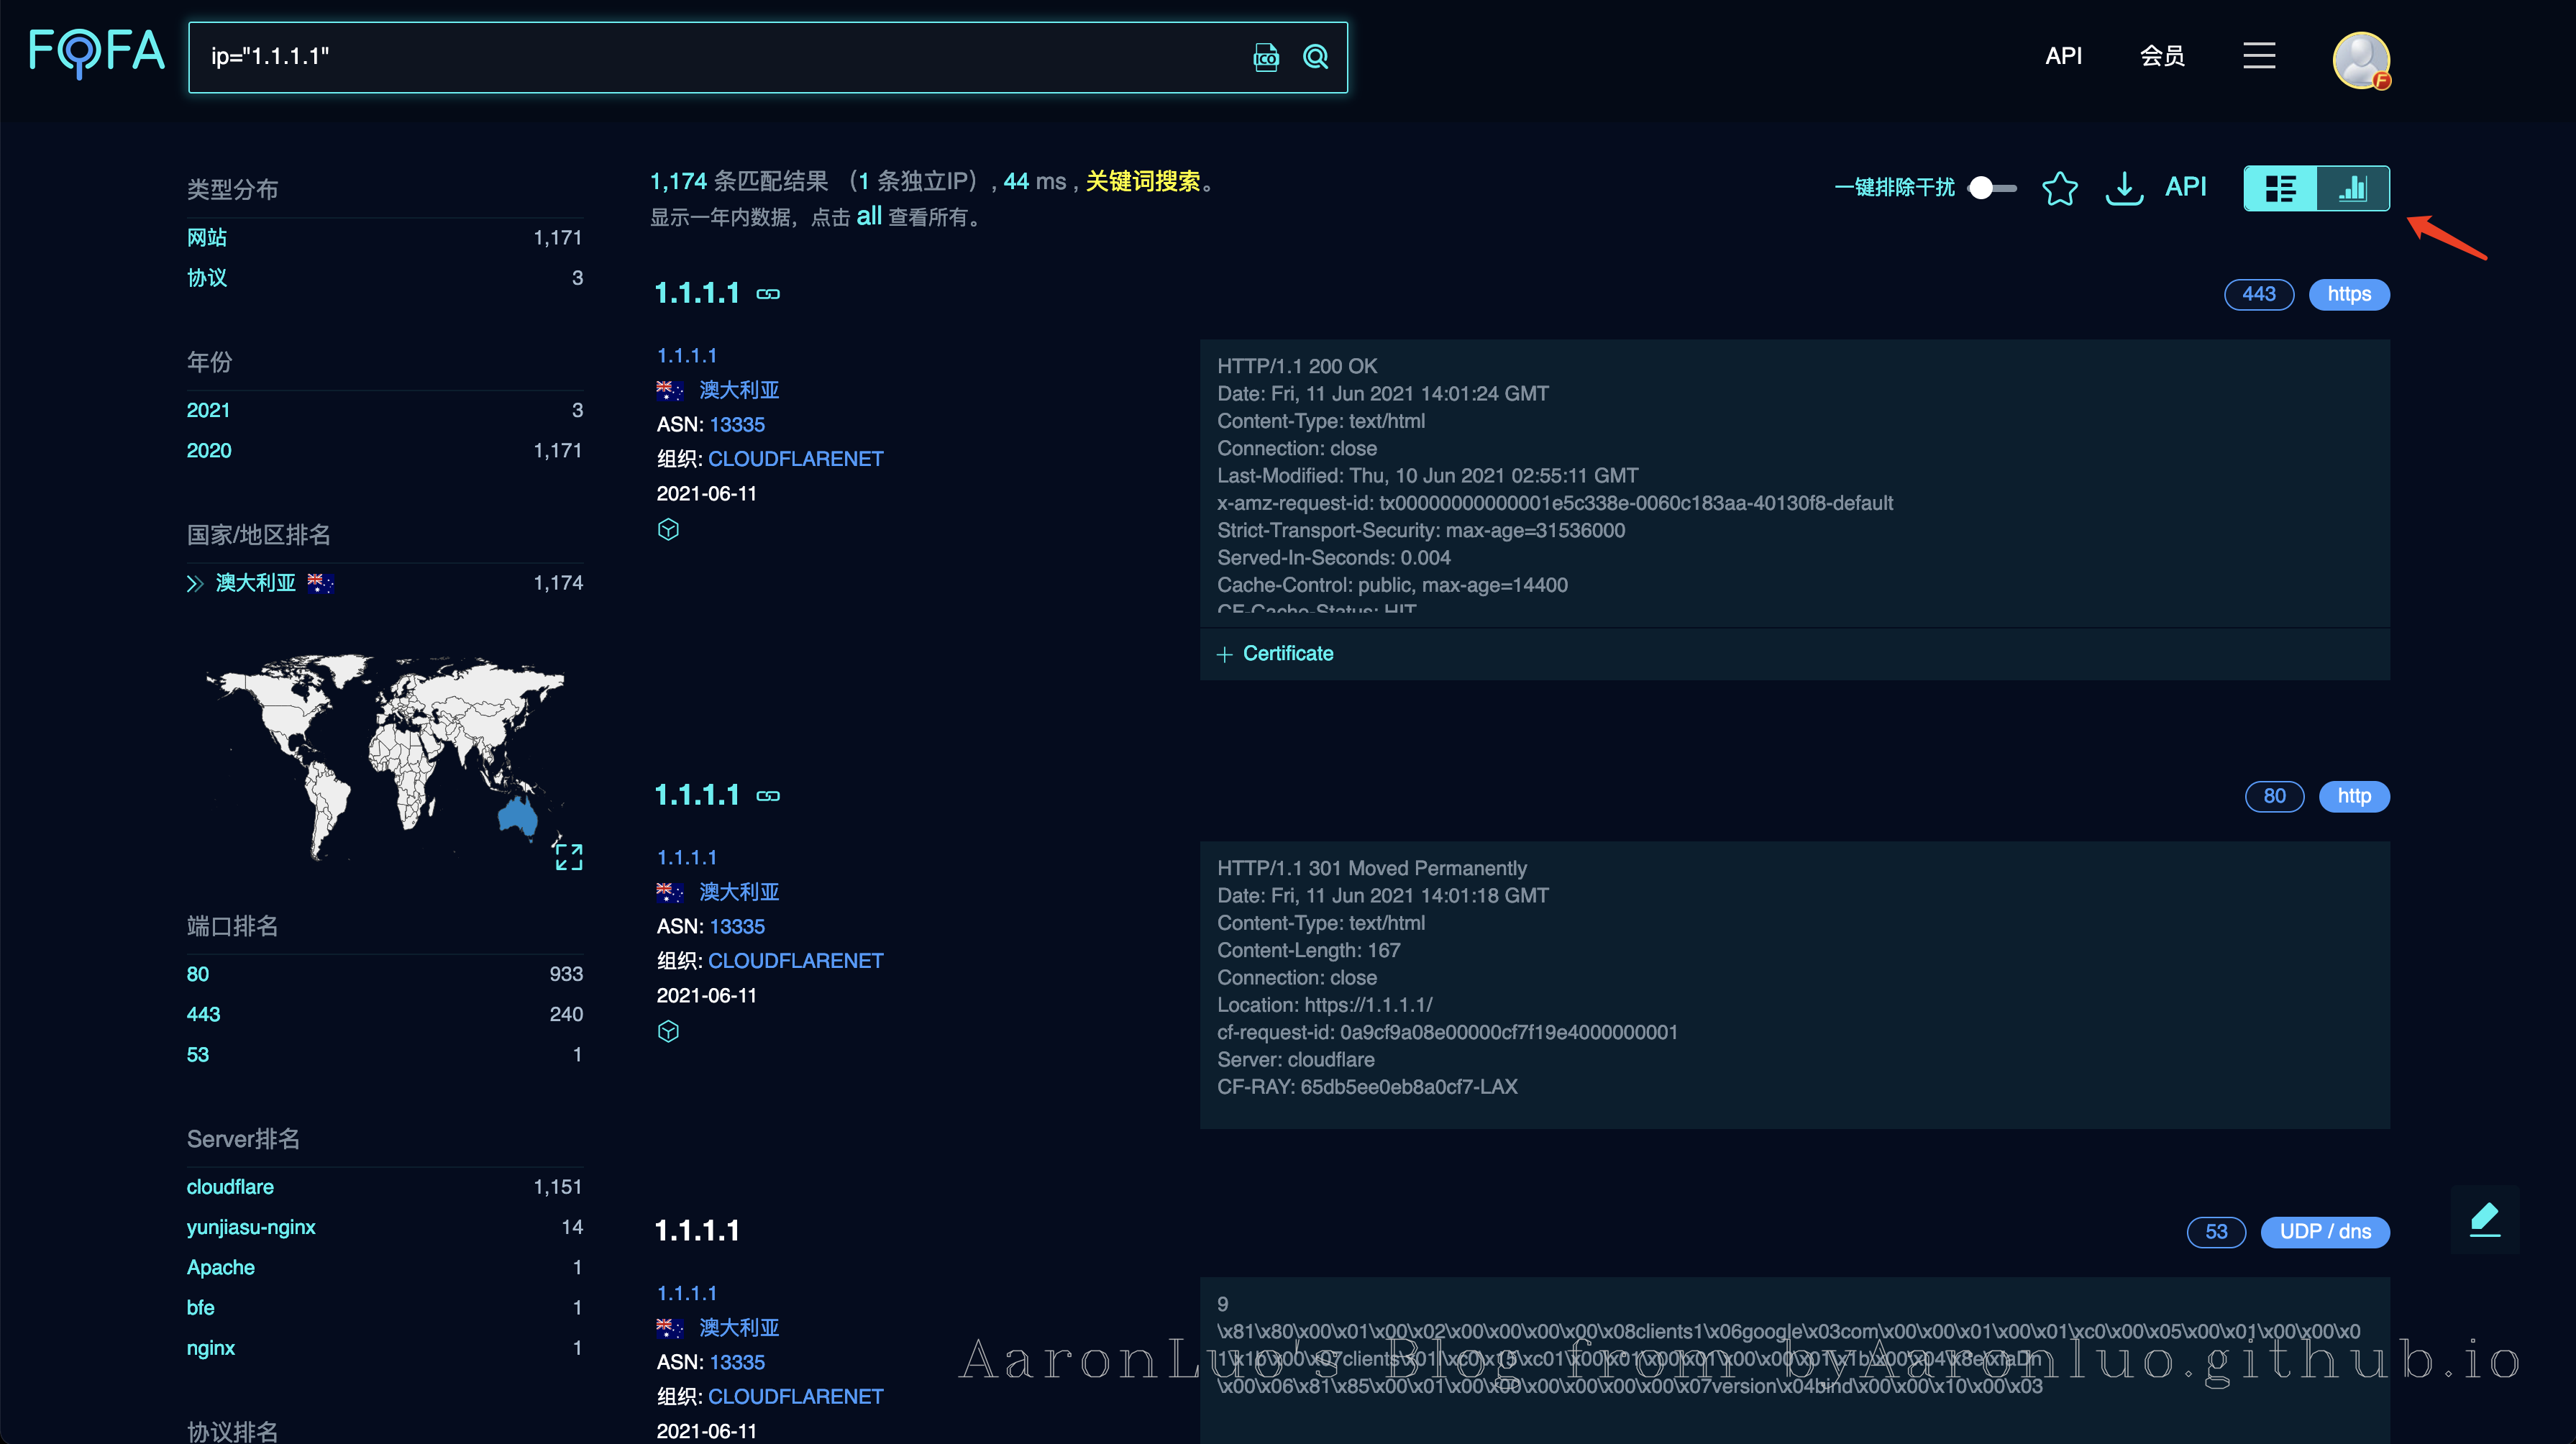 FOFA
ip="1.1.1.1"
ICO
API
会员
F
类型分布
网站 1,171
协议 3
年份
2021 3
2020 1,171
国家/地区排名
澳大利亚 1,174
端口排名
80 933
443 240
53 1
Server排名
cloudflare 1,151
yunjiasu-nginx 14
Apache 1
bfe 1
nginx 1
协议排名
1,174 条匹配结果 （1 条独立IP）, 44 ms , 关键词搜索。
显示一年内数据，点击 all 查看所有。
一键排除干扰
API
1.1.1.1
443 https
1.1.1.1
澳大利亚
ASN: 13335
组织: CLOUDFLARENET
2021-06-11
HTTP/1.1 200 OK
Date: Fri, 11 Jun 2021 14:01:24 GMT
Content-Type: text/html
Connection: close
Last-Modified: Thu, 10 Jun 2021 02:55:11 GMT
x-amz-request-id: tx00000000000001e5c338e-0060c183aa-40130f8-default
Strict-Transport-Security: max-age=31536000
Served-In-Seconds: 0.004
Cache-Control: public, max-age=14400
CF-Cache-Status: HIT
+ Certificate
1.1.1.1
80 http
1.1.1.1
澳大利亚
ASN: 13335
组织: CLOUDFLARENET
2021-06-11
HTTP/1.1 301 Moved Permanently
Date: Fri, 11 Jun 2021 14:01:18 GMT
Content-Type: text/html
Content-Length: 167
Connection: close
Location: https://1.1.1.1/
cf-request-id: 0a9cf9a08e00000cf7f19e4000000001
Server: cloudflare
CF-RAY: 65db5ee0eb8a0cf7-LAX
1.1.1.1
53 UDP / dns
1.1.1.1
澳大利亚
ASN: 13335
组织: CLOUDFLARENET
2021-06-11
9
\x81\x80\x00\x01\x00\x02\x00\x00\x00\x00\x08clients1\x06google\x03com\x00\x00\x01\x00\x01\xc0\x00\x05\x00\x01\x00\x00\x0
\x00\x06\x81\x85\x00\x01\x00\x00\x00\x00\x00\x00\x07version\x04bind\x00\x00\x10\x00\x03
AaronLuo's Blog from byAaronluo.github.io